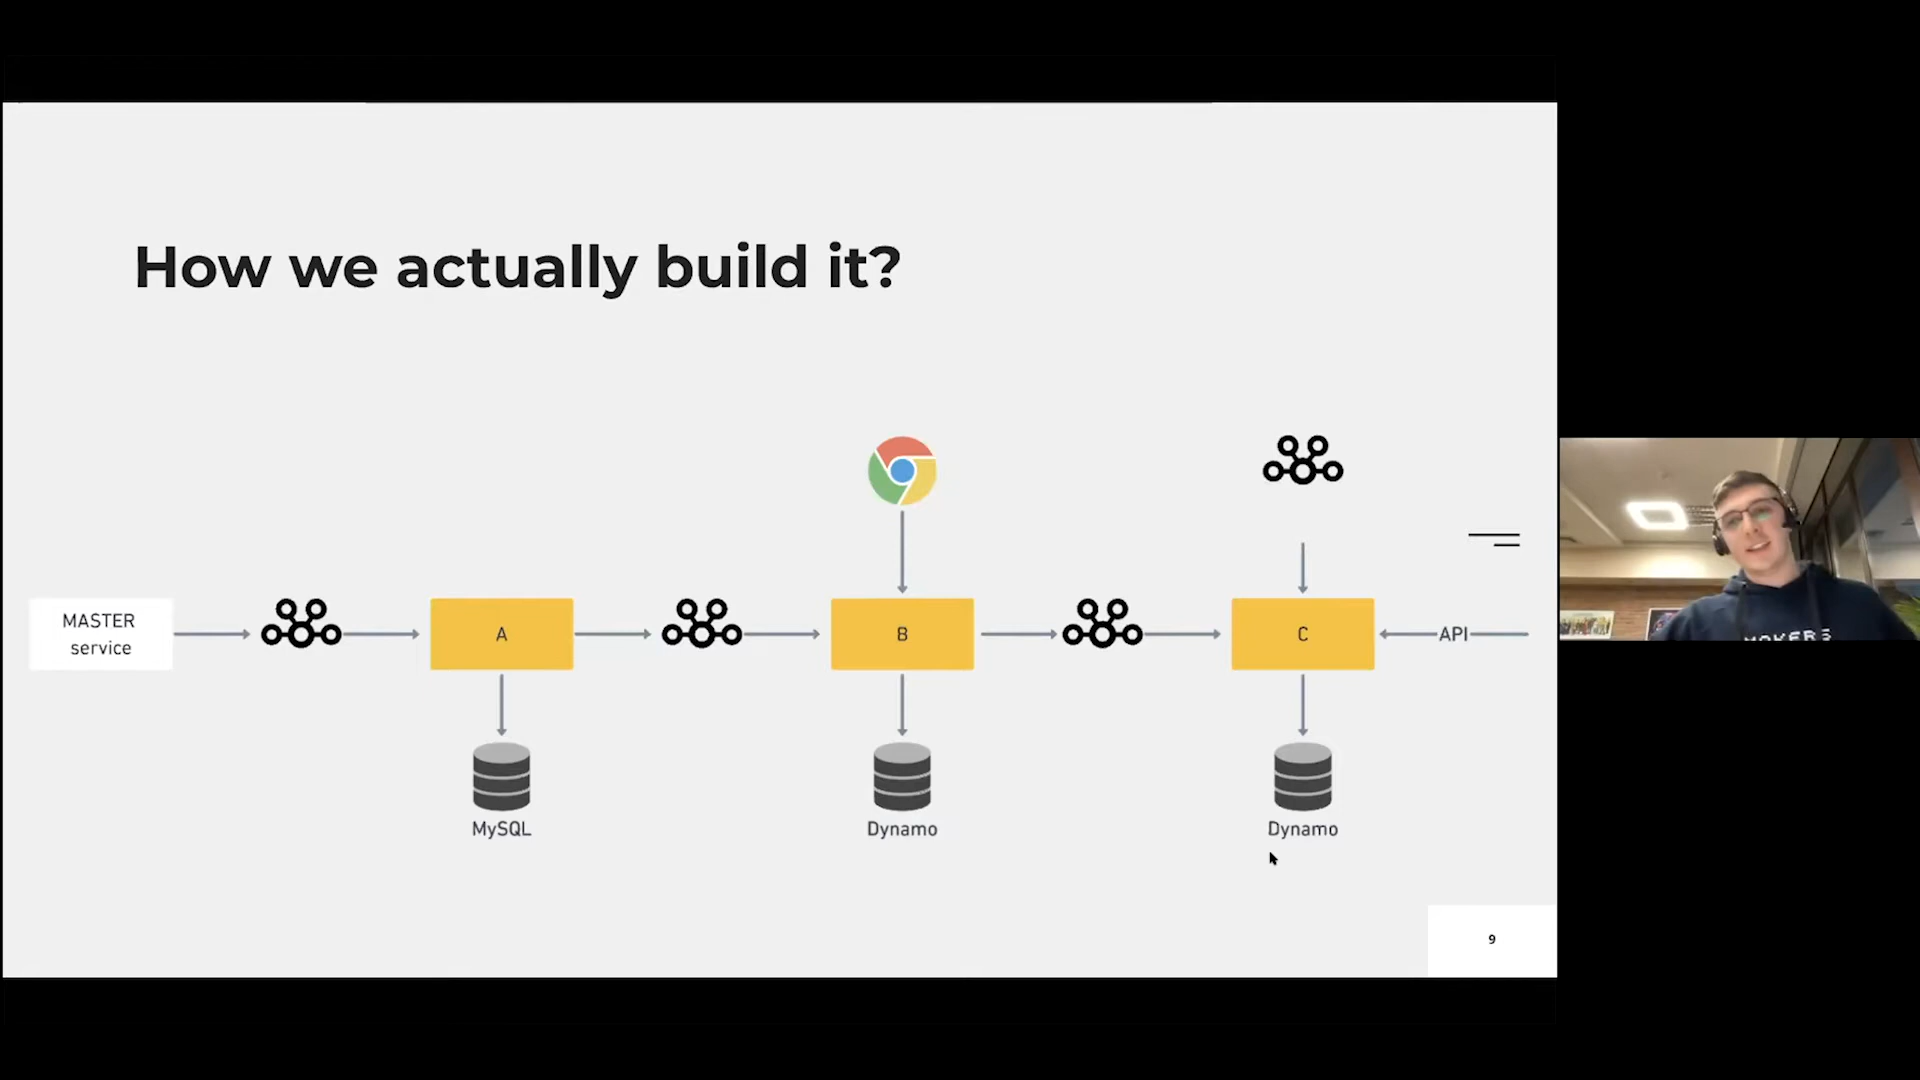 How we actually build it?
MASTER
service
A
B
C
API
MySQL
Dynamo
Dynamo
9